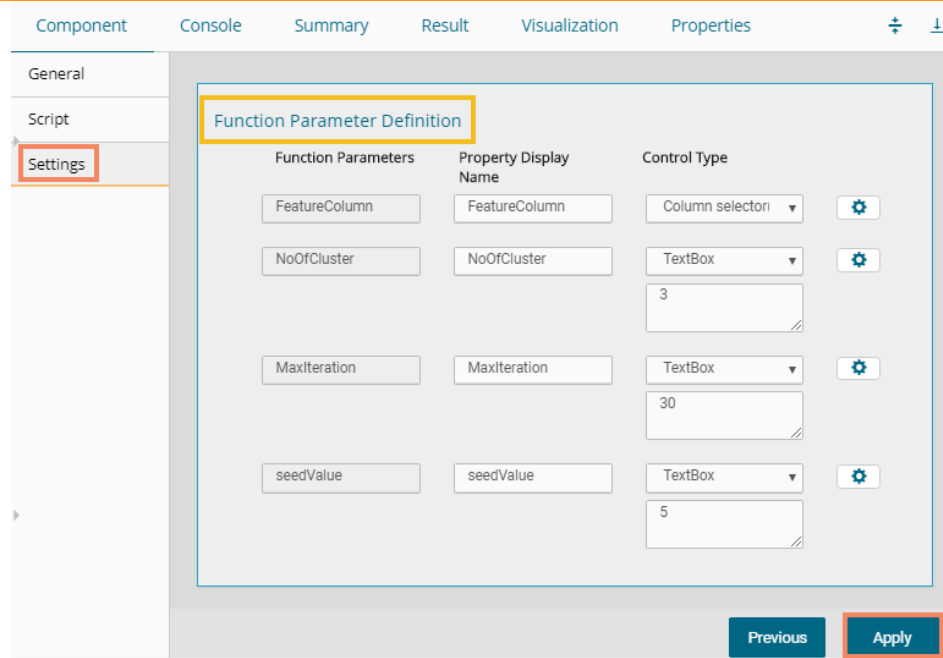 Component Console Summary Result Visualization Properties
General
Script
Settings
Function Parameter Definition
Function Parameters Property Display Name Control Type
FeatureColumn FeatureColumn Column selector
NoOfCluster NoOfCluster TextBox
3
MaxIteration MaxIteration TextBox
30
seedValue seedValue TextBox
5
Previous Apply